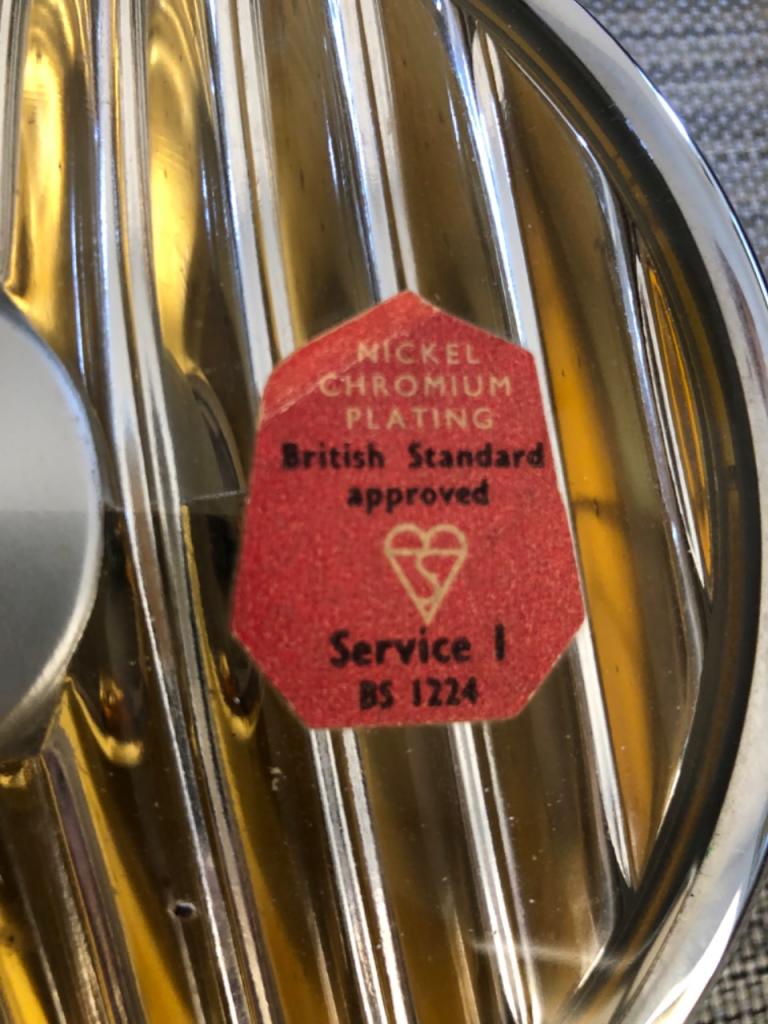 NICKEL
CHROMIUM
PLATING
British Standard
approved
Service 1
BS 1224